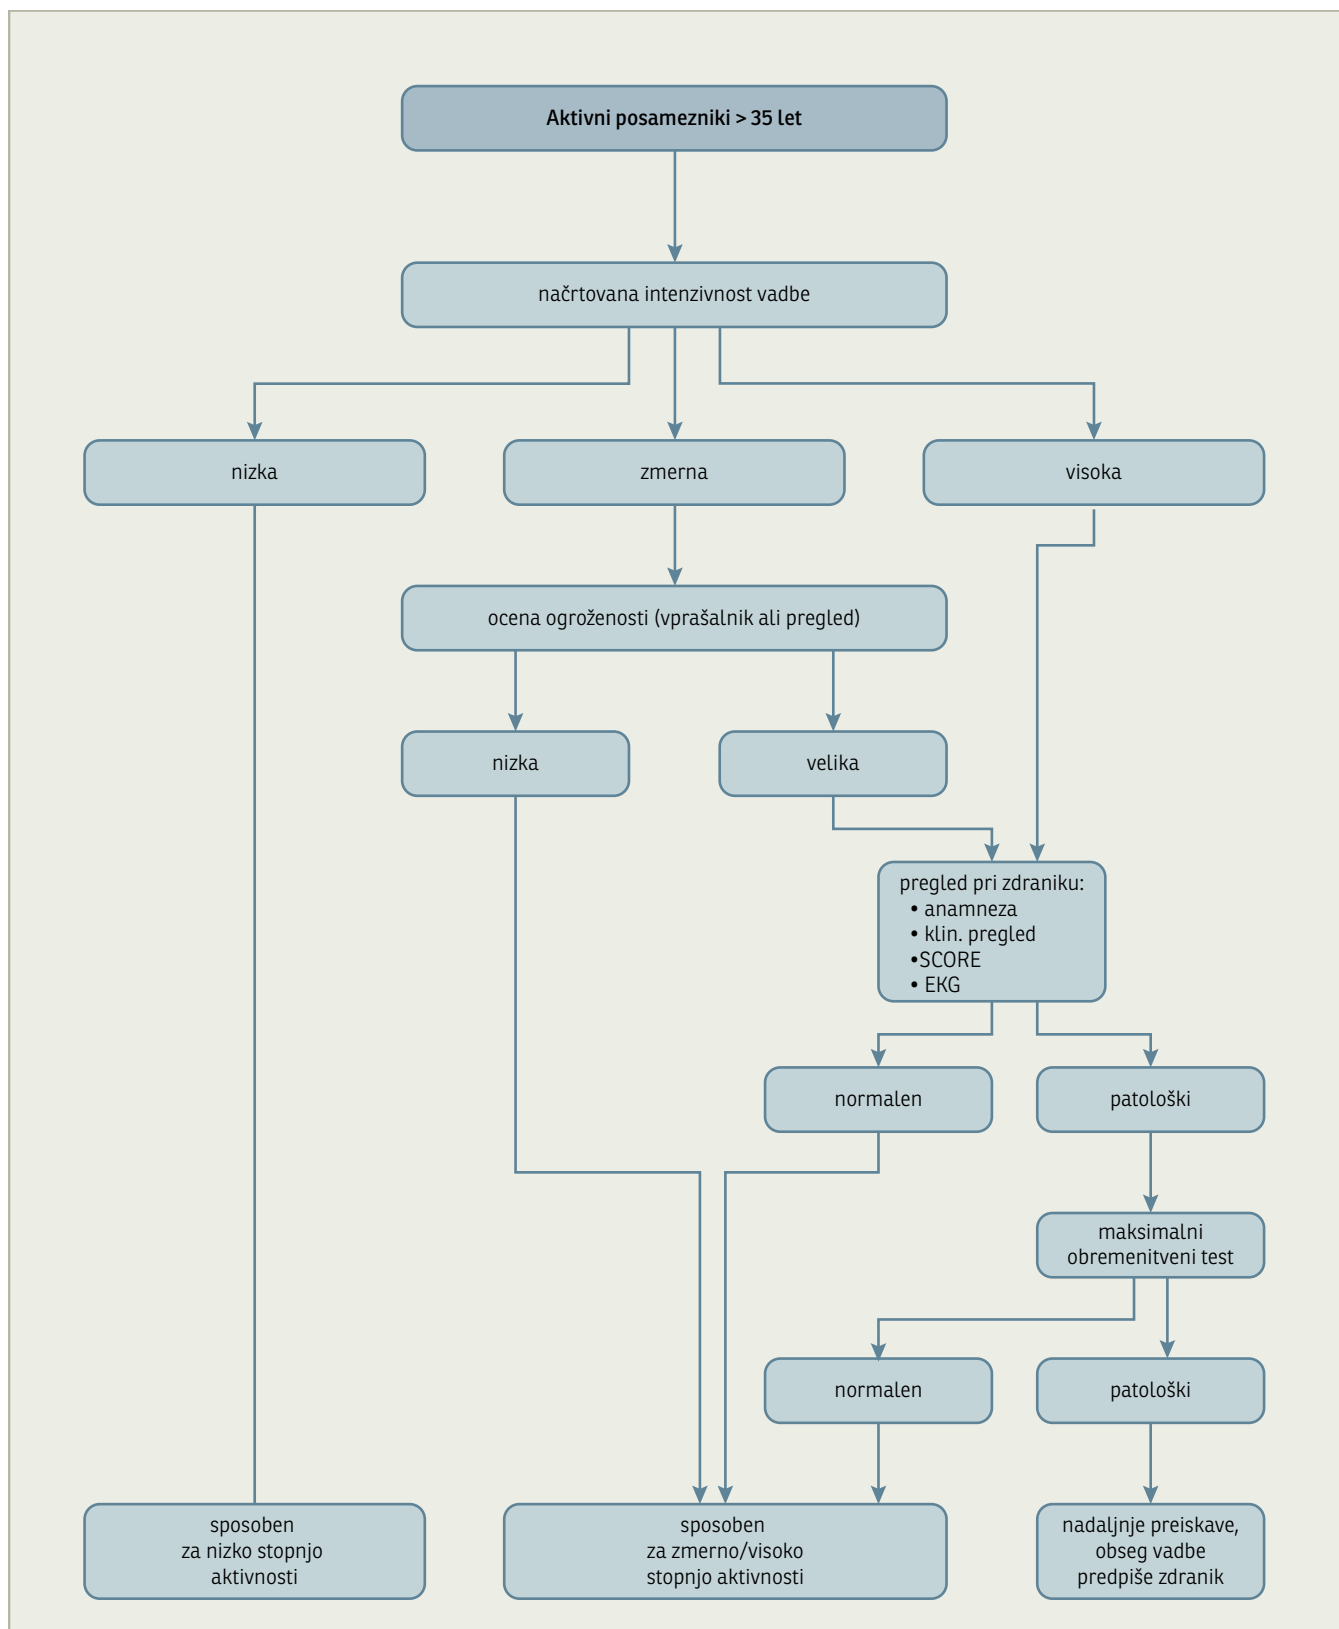 Aktivni posamezniki > 35 let
načrtovana intenzivnost vadbe
nizka
zmerna
visoka
ocena ogroženosti (vprašalnik ali pregled)
nizka
velika
pregled pri zdraniku:
• anamneza
• klin. pregled
•SCORE
• EKG
normalen
patološki
maksimalni
obremenitveni test
normalen
patološki
sposoben
za nizko stopnjo
aktivnosti
sposoben
za zmerno/visoko
stopnjo aktivnosti
nadaljnje preiskave,
obseg vadbe
predpiše zdranik